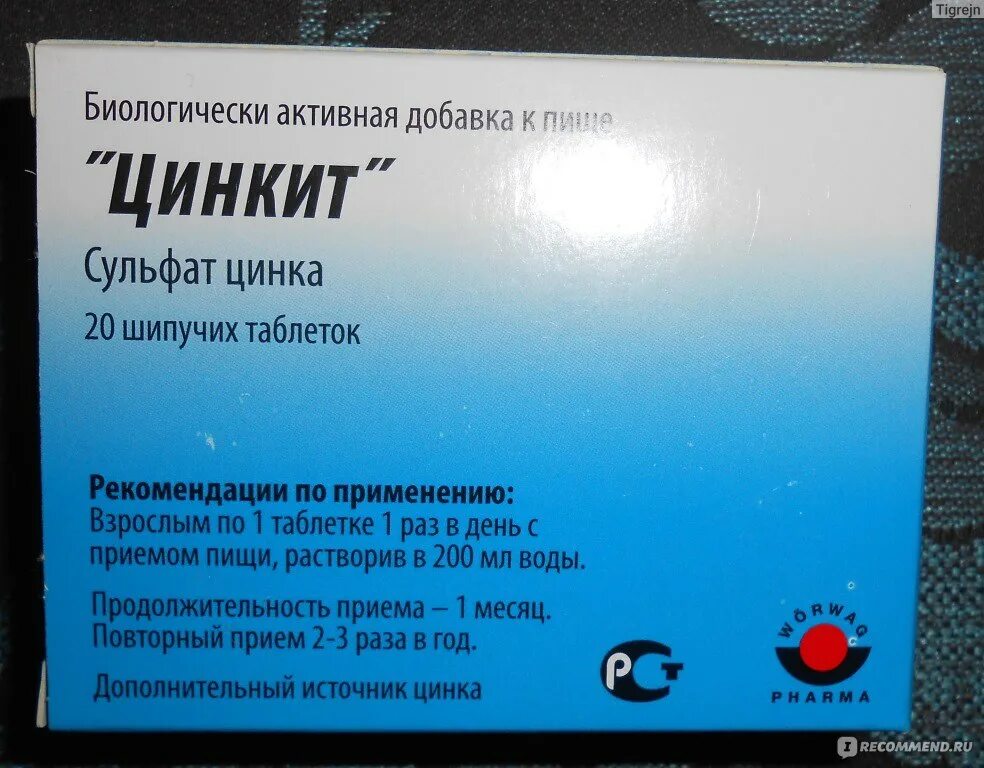 Tigrejn
Биологически активная добавка к пище
"ЦИНКИТ"
Сульфат цинка
20 шипучих таблеток
Рекомендации по применению:
Взрослым по 1 таблетке 1 раз в день с
приемом пищи, растворив в 200 мл воды.
Продолжительность приема – 1 месяц.
Повторный прием 2-3 раза в год.
Дополнительный источник цинка
РСТ
WÖRWAG
PHARMA
IRECOMMEND.RU